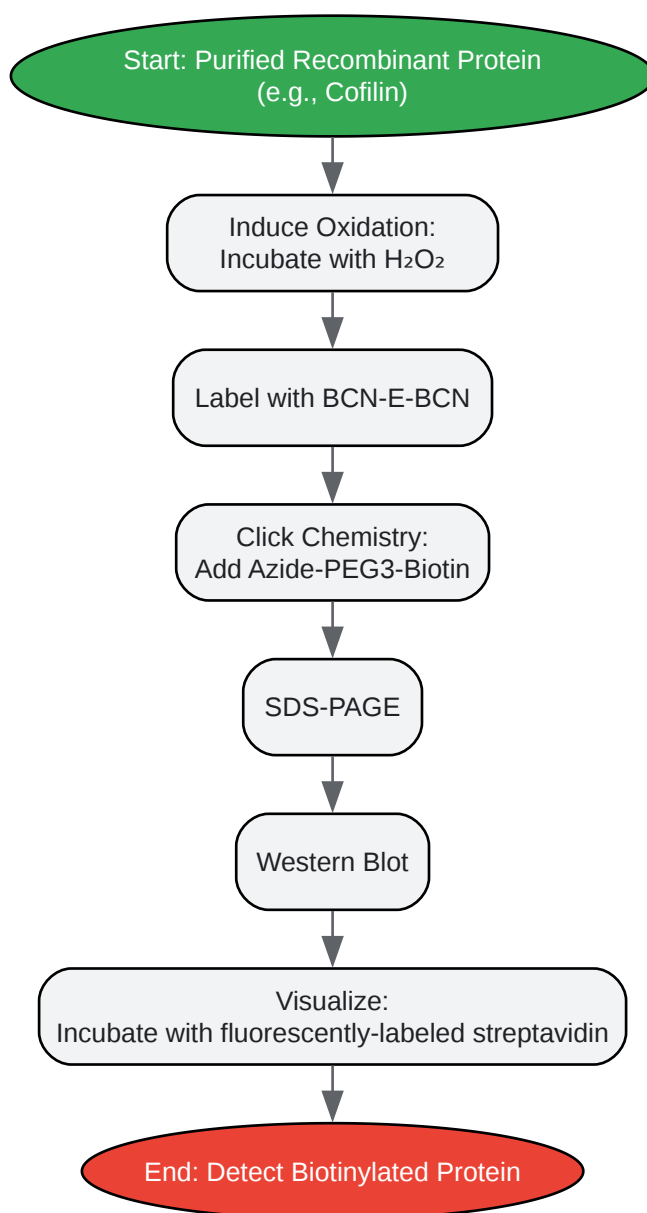 Start: Purified Recombinant Protein
(e.g., Cofilin)
Induce Oxidation:
Incubate with H₂O₂
Label with BCN-E-BCN
Click Chemistry:
Add Azide-PEG3-Biotin
SDS-PAGE
Western Blot
Visualize:
Incubate with fluorescently-labeled streptavidin
End: Detect Biotinylated Protein